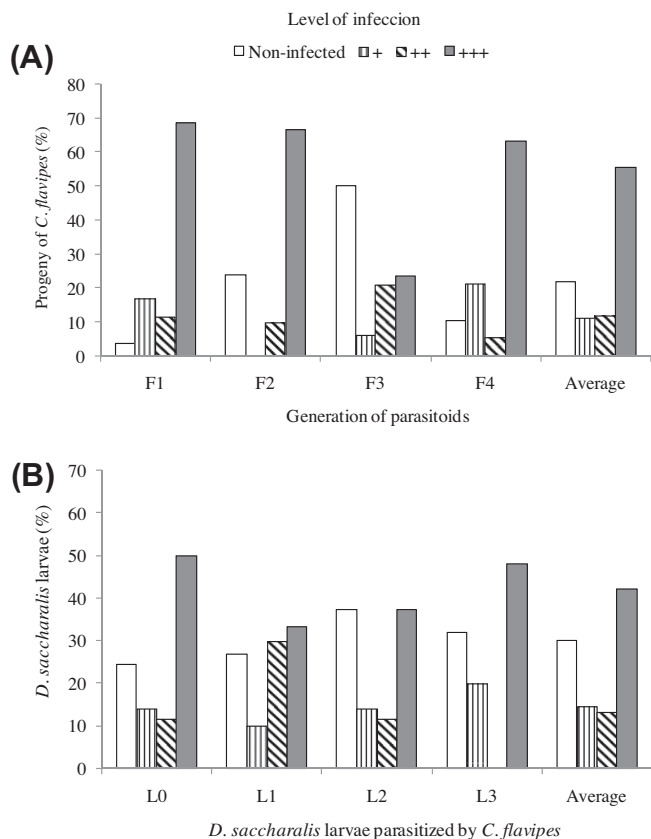 Level of infeccion
Non-infected + ++ +++
(A)
80
70
60
50
40
30
20
10
0
Progeny of C. flavipes (%)
F1 F2 F3 F4 Average
Generation of parasitoids
(B)
70
60
50
40
30
20
10
0
D. saccharalis larvae (%)
L0 L1 L2 L3 Average
D. saccharalis larvae parasitized by C. flavipes